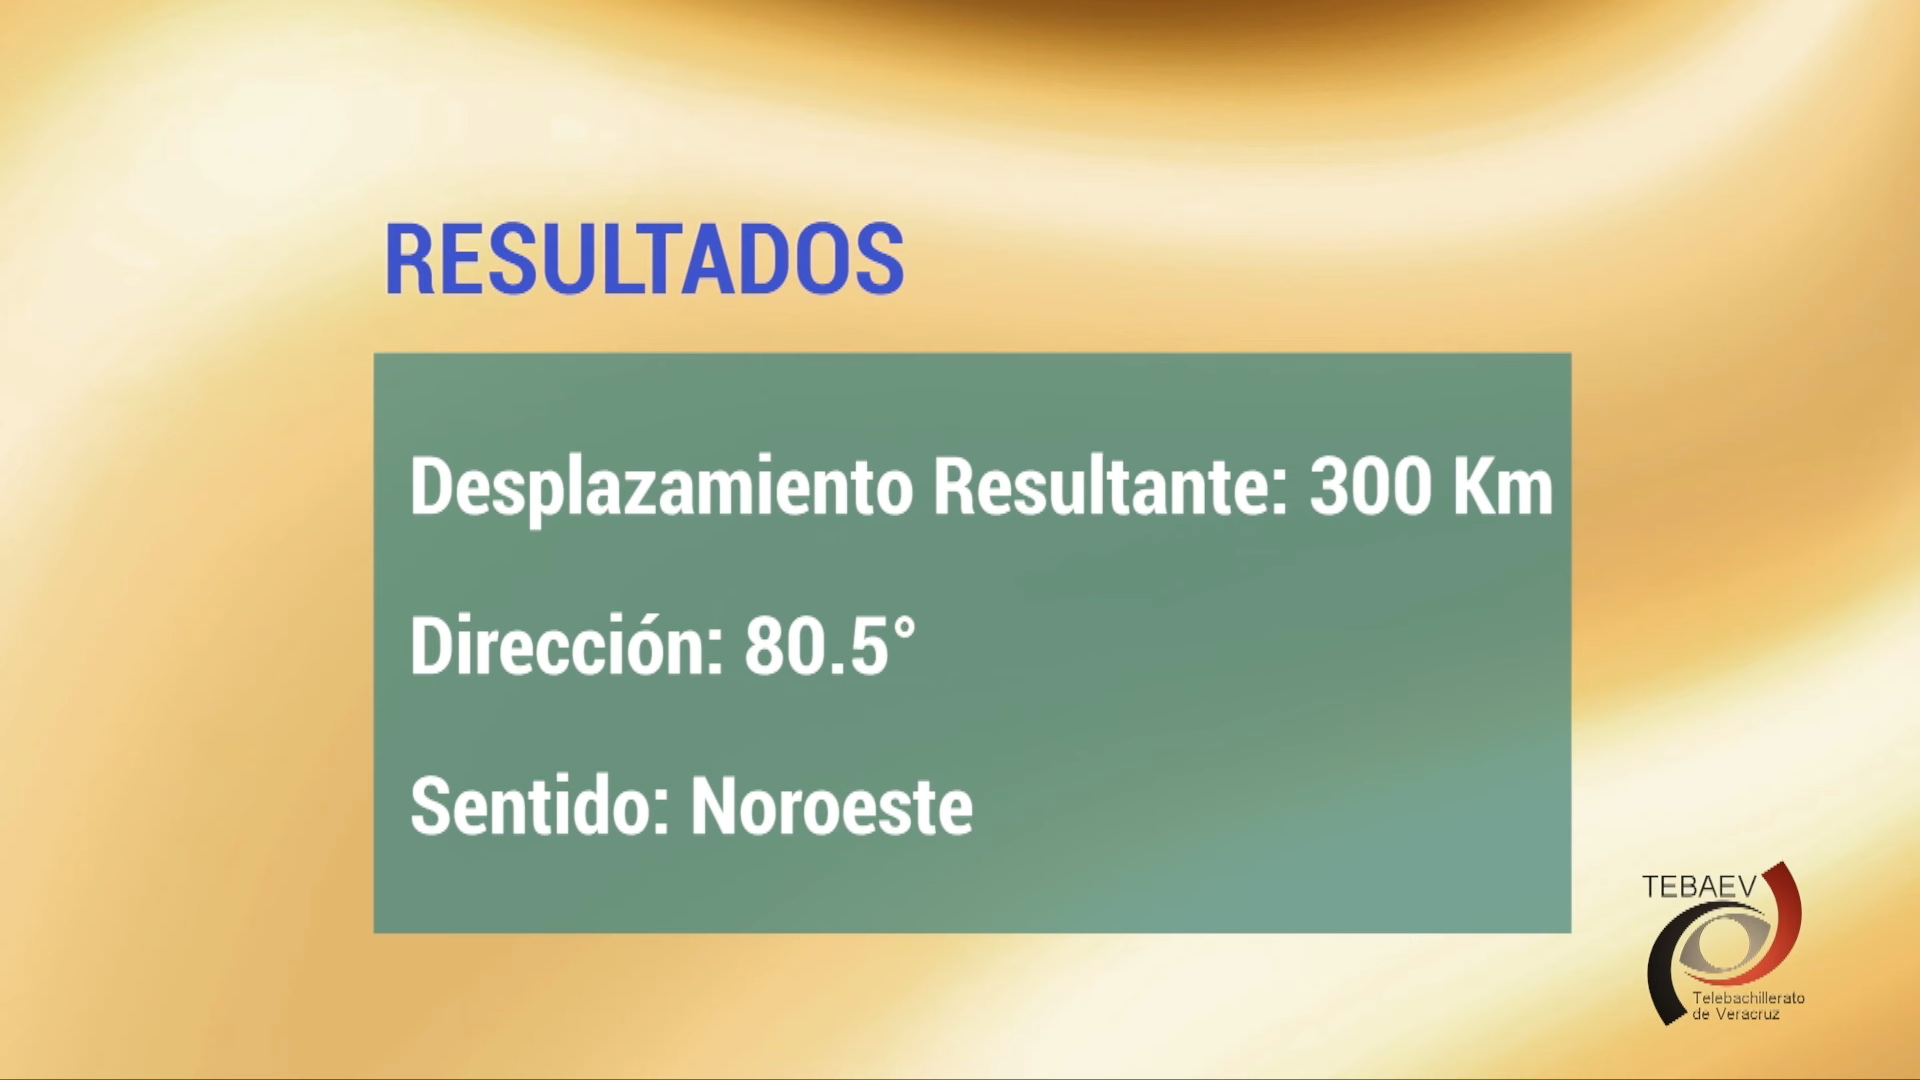 RESULTADOS
Desplazamiento Resultante: 300 Km
Dirección: 80.5°
Sentido: Noroeste
TEBAEV
Telebachillerato
de Veracruz